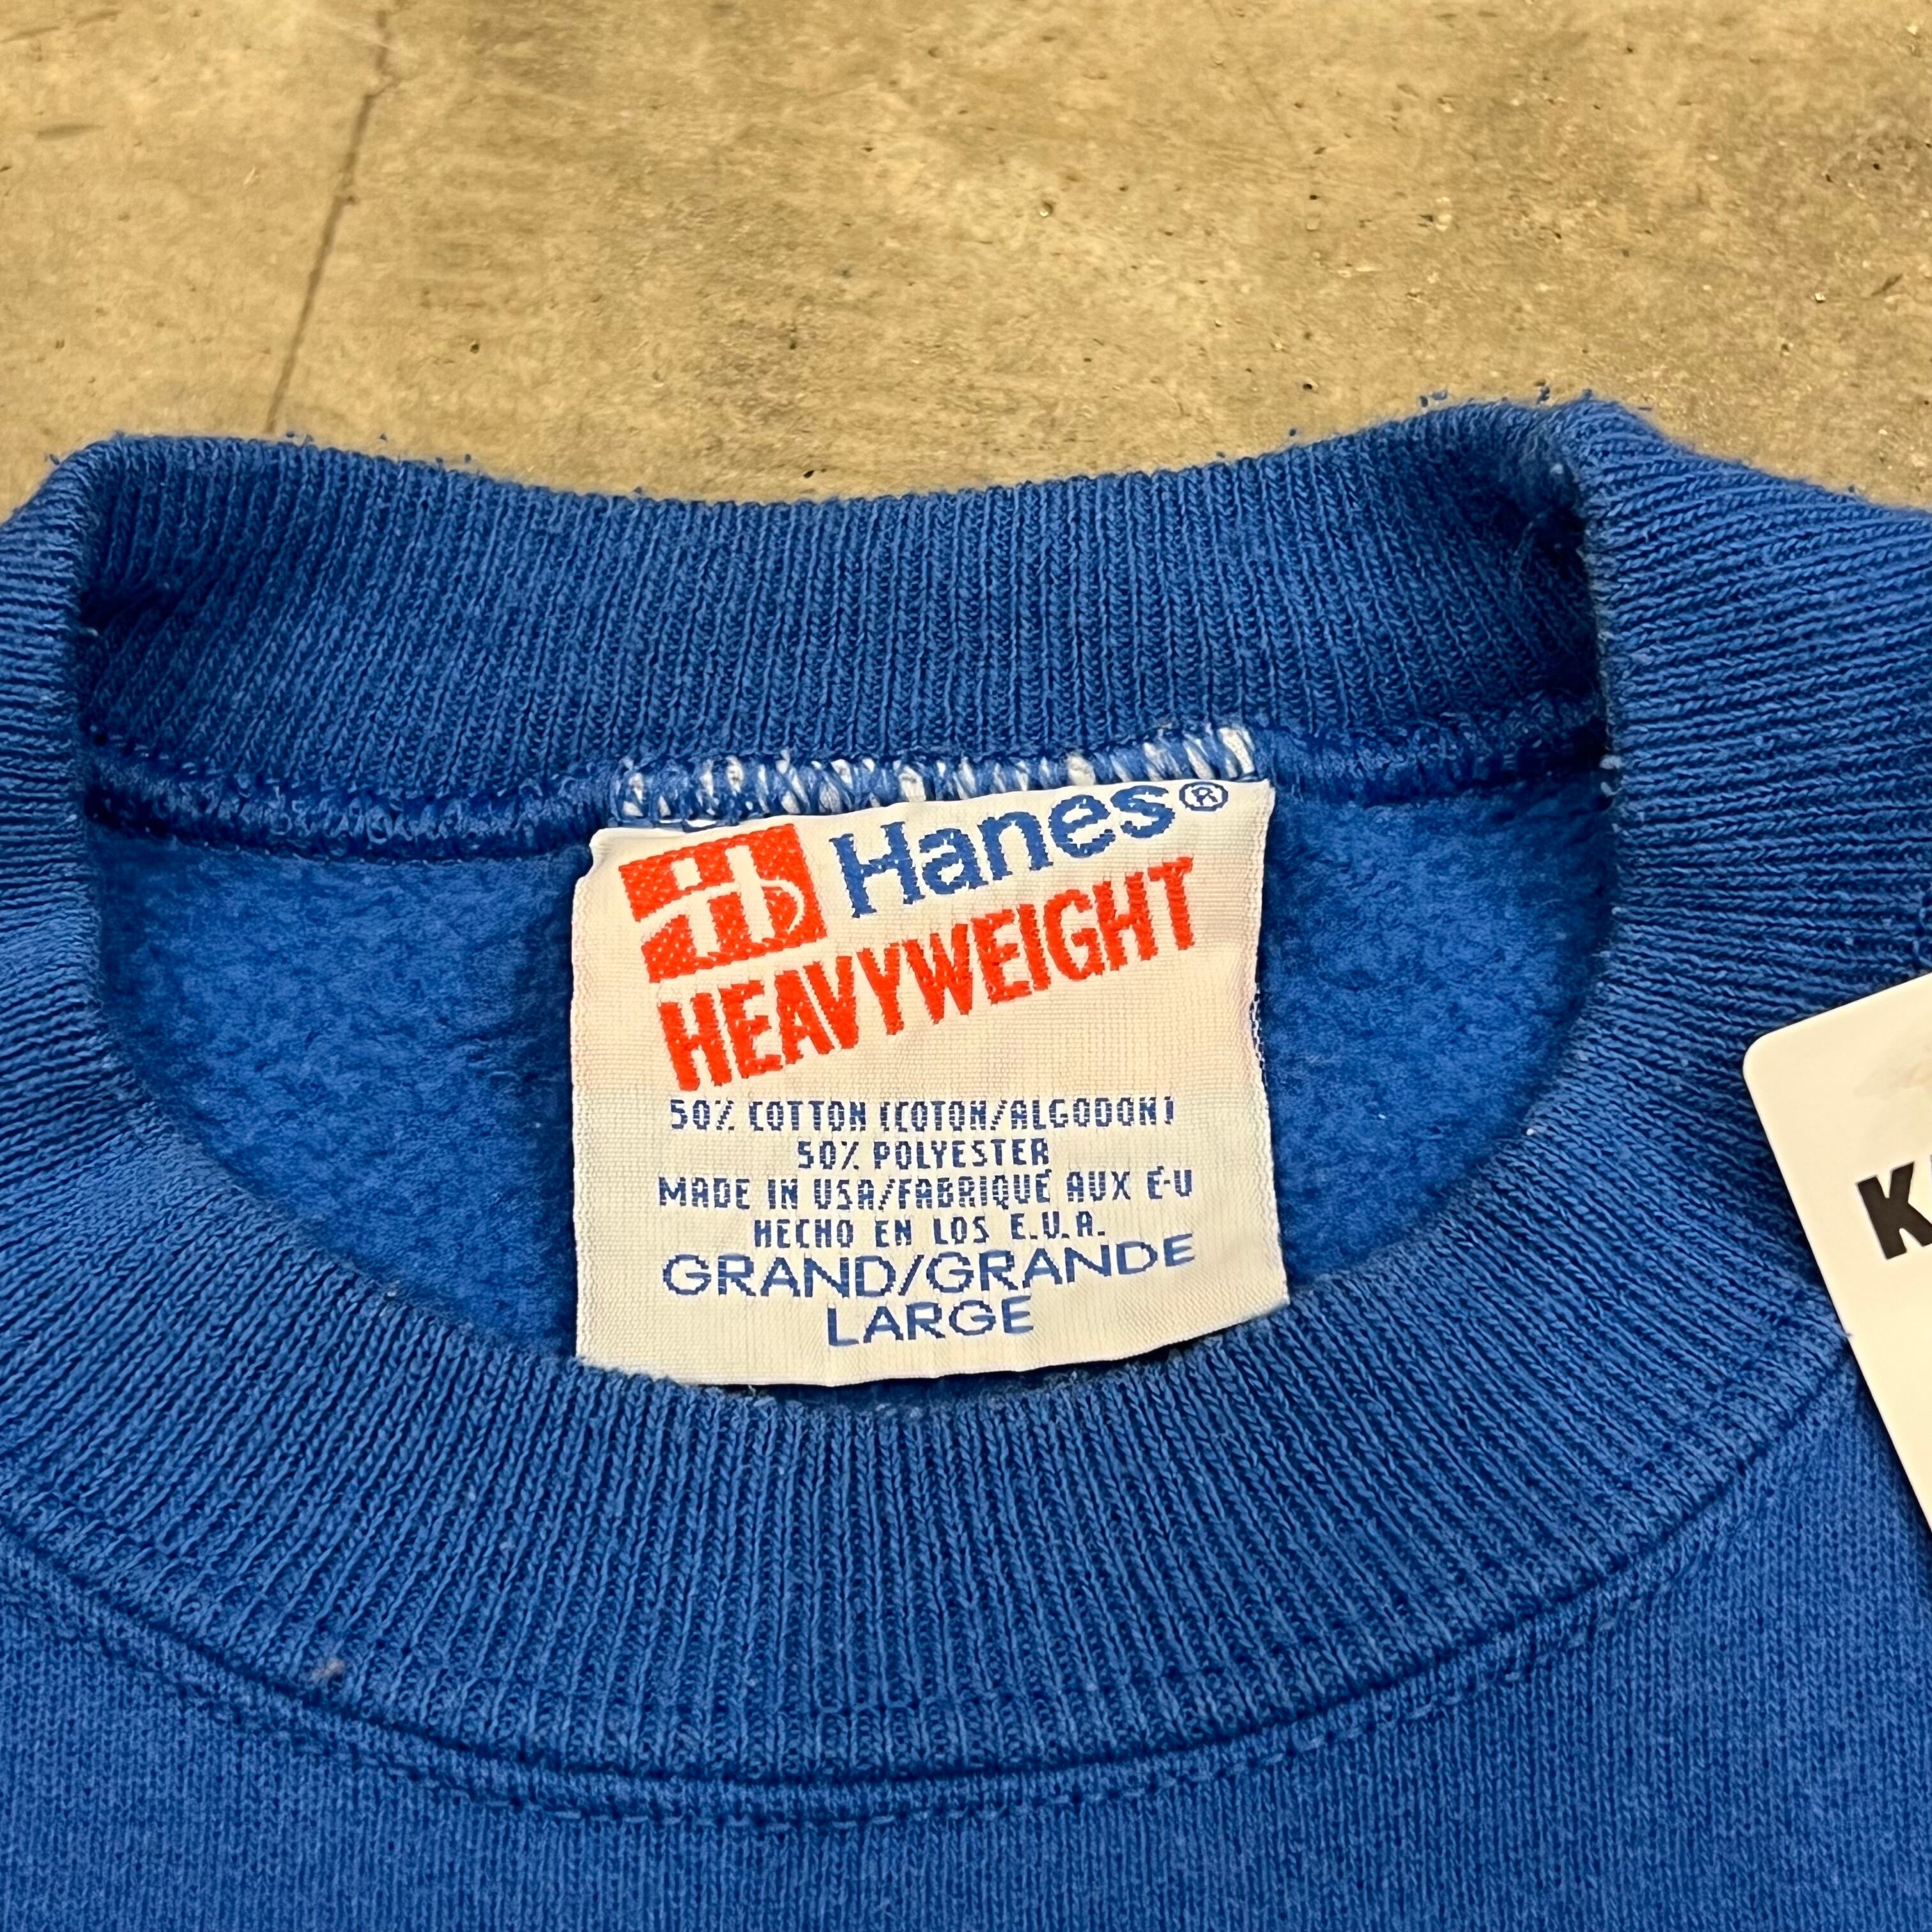 Hanes®
HEAVYWEIGHT
50% COTTON (COTON/ALGODON)
50% POLYESTER
MADE IN USA/FABRIQUÉ AUX É-U
HECHO EN LOS E.U.A.
GRAND/GRANDE
LARGE